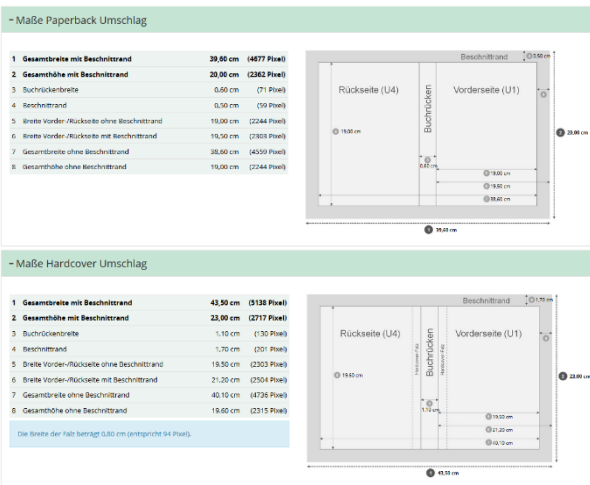 – Maße Paperback Umschlag
1 Gesamtbreite mit Beschnittrand 39,60 cm (4677 Pixel)
2 Gesamthöhe mit Beschnittrand 20,00 cm (2362 Pixel)
3 Buchrückenbreite 0,60 cm (71 Pixel)
4 Beschnittrand 0,50 cm (59 Pixel)
5 Breite Vorder-/Rückseite ohne Beschnittrand 19,00 cm (2244 Pixel)
6 Breite Vorder-/Rückseite mit Beschnittrand 19,50 cm (2303 Pixel)
7 Gesamtbreite ohne Beschnittrand 38,60 cm (4559 Pixel)
8 Gesamthöhe ohne Beschnittrand 19,00 cm (2244 Pixel)
Beschnittrand 0,50 cm
Rückseite (U4)
Buchrücken
Vorderseite (U1)
19,00 cm
2 20,00 cm
0,60 cm
19,00 cm
19,50 cm
38,60 cm
1 39,60 cm
– Maße Hardcover Umschlag
1 Gesamtbreite mit Beschnittrand 43,50 cm (5138 Pixel)
2 Gesamthöhe mit Beschnittrand 23,00 cm (2717 Pixel)
3 Buchrückenbreite 1,10 cm (130 Pixel)
4 Beschnittrand 1,70 cm (201 Pixel)
5 Breite Vorder-/Rückseite ohne Beschnittrand 19,50 cm (2303 Pixel)
6 Breite Vorder-/Rückseite mit Beschnittrand 21,20 cm (2504 Pixel)
7 Gesamtbreite ohne Beschnittrand 40,10 cm (4736 Pixel)
8 Gesamthöhe ohne Beschnittrand 19,60 cm (2315 Pixel)
Die Breite der Falz beträgt 0,80 cm (entspricht 94 Pixel).
Beschnittrand 1,70 cm
Rückseite (U4)
Hardcover-Falz
Buchrücken
Hardcover-Falz
Vorderseite (U1)
19,60 cm
2 23,00 cm
1,10 cm
19,50 cm
21,20 cm
40,10 cm
1 43,50 cm